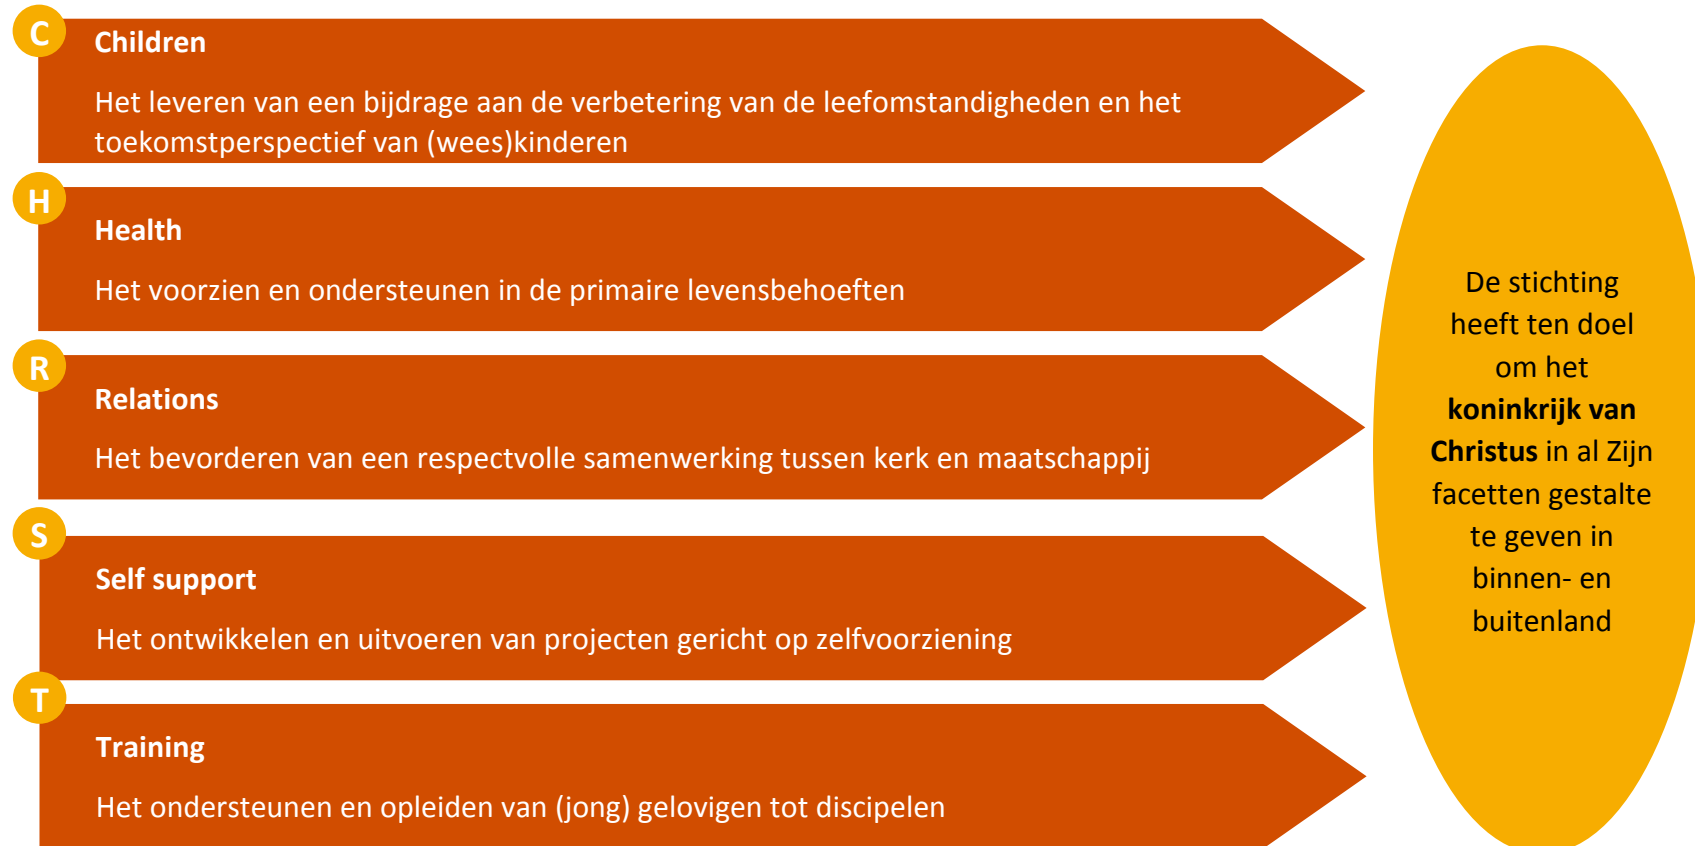 C
Children
Het leveren van een bijdrage aan de verbetering van de leefomstandigheden en het
toekomstperspectief van (wees)kinderen
H
Health
Het voorzien en ondersteunen in de primaire levensbehoeften
R
Relations
Het bevorderen van een respectvolle samenwerking tussen kerk en maatschappij
S
Self support
Het ontwikkelen en uitvoeren van projecten gericht op zelfvoorziening
T
Training
Het ondersteunen en opleiden van (jong) gelovigen tot discipelen
De stichting
heeft ten doel
om het
koninkrijk van
Christus in al Zijn
facetten gestalte
te geven in
binnen- en
buitenland